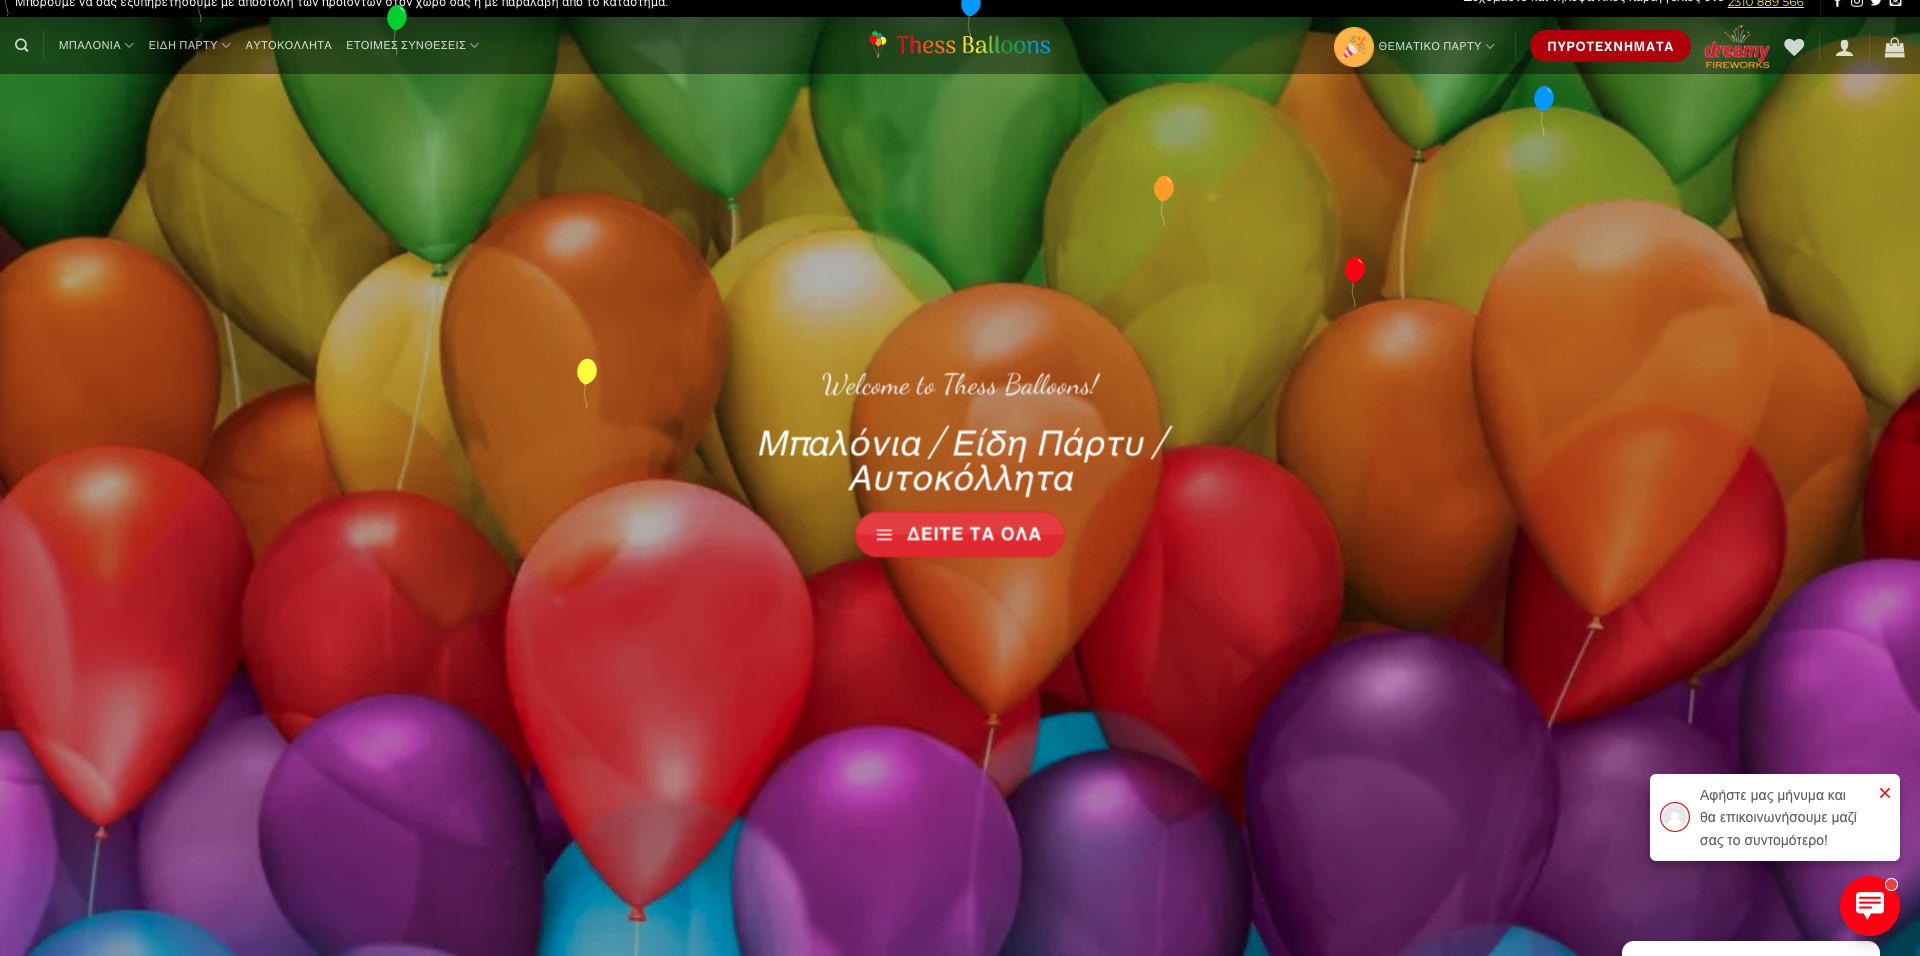 Μπορούμε να σας εξυπηρετήσουμε με αποστολή των προϊόντων στον χώρο σας ή με παραλαβή από το κατάστημα.
2310 889 566
ΜΠΑΛΟΝΙΑ
ΕΙΔΗ ΠΑΡΤΥ
ΑΥΤΟΚΟΛΛΗΤΑ
ΕΤΟΙΜΕΣ ΣΥΝΘΕΣΕΙΣ
Thess Balloons
ΘΕΜΑΤΙΚΟ ΠΑΡΤΥ
ΠΥΡΟΤΕΧΝΗΜΑΤΑ
dreamy
FIREWORKS
Welcome to Thess Balloons!
Μπαλόνια / Είδη Πάρτυ /
Αυτοκόλλητα
ΔΕΙΤΕ ΤΑ ΟΛΑ
Αφήστε μας μήνυμα και
θα επικοινωνήσουμε μαζί
σας το συντομότερο!